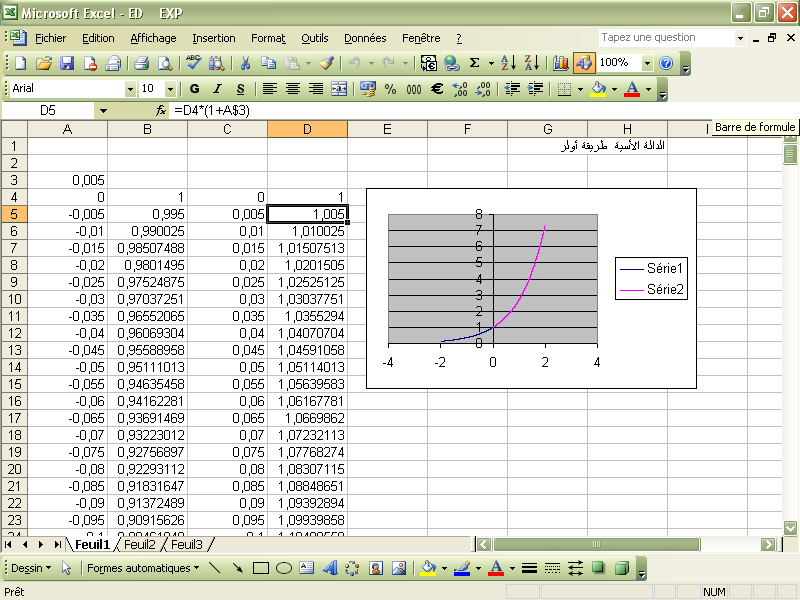 Microsoft Excel - ED EXP
Fichier Edition Affichage Insertion Format Outils Données Fenêtre ? Tapez une question
100%
Arial 10 G I S % 000 €
D5 fx =D4*(1+A$3)
Barre de formule
A B C D E F G H I
1 الدالة الأسية طريقة أولر
2
3 0,005
4 0 1 0 1
5 -0,005 0,995 0,005 1,005
6 -0,01 0,990025 0,01 1,010025
7 -0,015 0,98507488 0,015 1,01507513
8 -0,02 0,9801495 0,02 1,0201505
9 -0,025 0,97524875 0,025 1,02525125
10 -0,03 0,97037251 0,03 1,03037751
11 -0,035 0,96552065 0,035 1,0355294
12 -0,04 0,96069304 0,04 1,04070704
13 -0,045 0,95588958 0,045 1,04591058
14 -0,05 0,95111013 0,05 1,05114013
15 -0,055 0,94635458 0,055 1,05639583
16 -0,06 0,94162281 0,06 1,06167781
17 -0,065 0,93691469 0,065 1,0669862
18 -0,07 0,93223012 0,07 1,07232113
19 -0,075 0,92756897 0,075 1,07768274
20 -0,08 0,92293112 0,08 1,08307115
21 -0,085 0,91831647 0,085 1,08848651
22 -0,09 0,91372489 0,09 1,09392894
23 -0,095 0,90915626 0,095 1,09939858
8
7
6
5
4
3
2
1
0
-4 -2 0 2 4
Série1
Série2
Feuil1 Feuil2 Feuil3
Dessin Formes automatiques
Prêt NUM